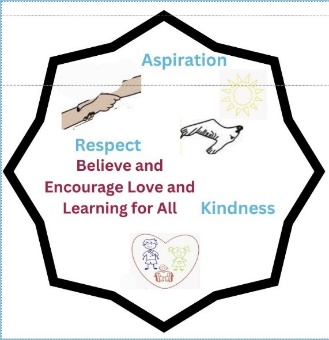 Aspiration
Respect
Believe and
Encourage Love and
Learning for All
Kindness